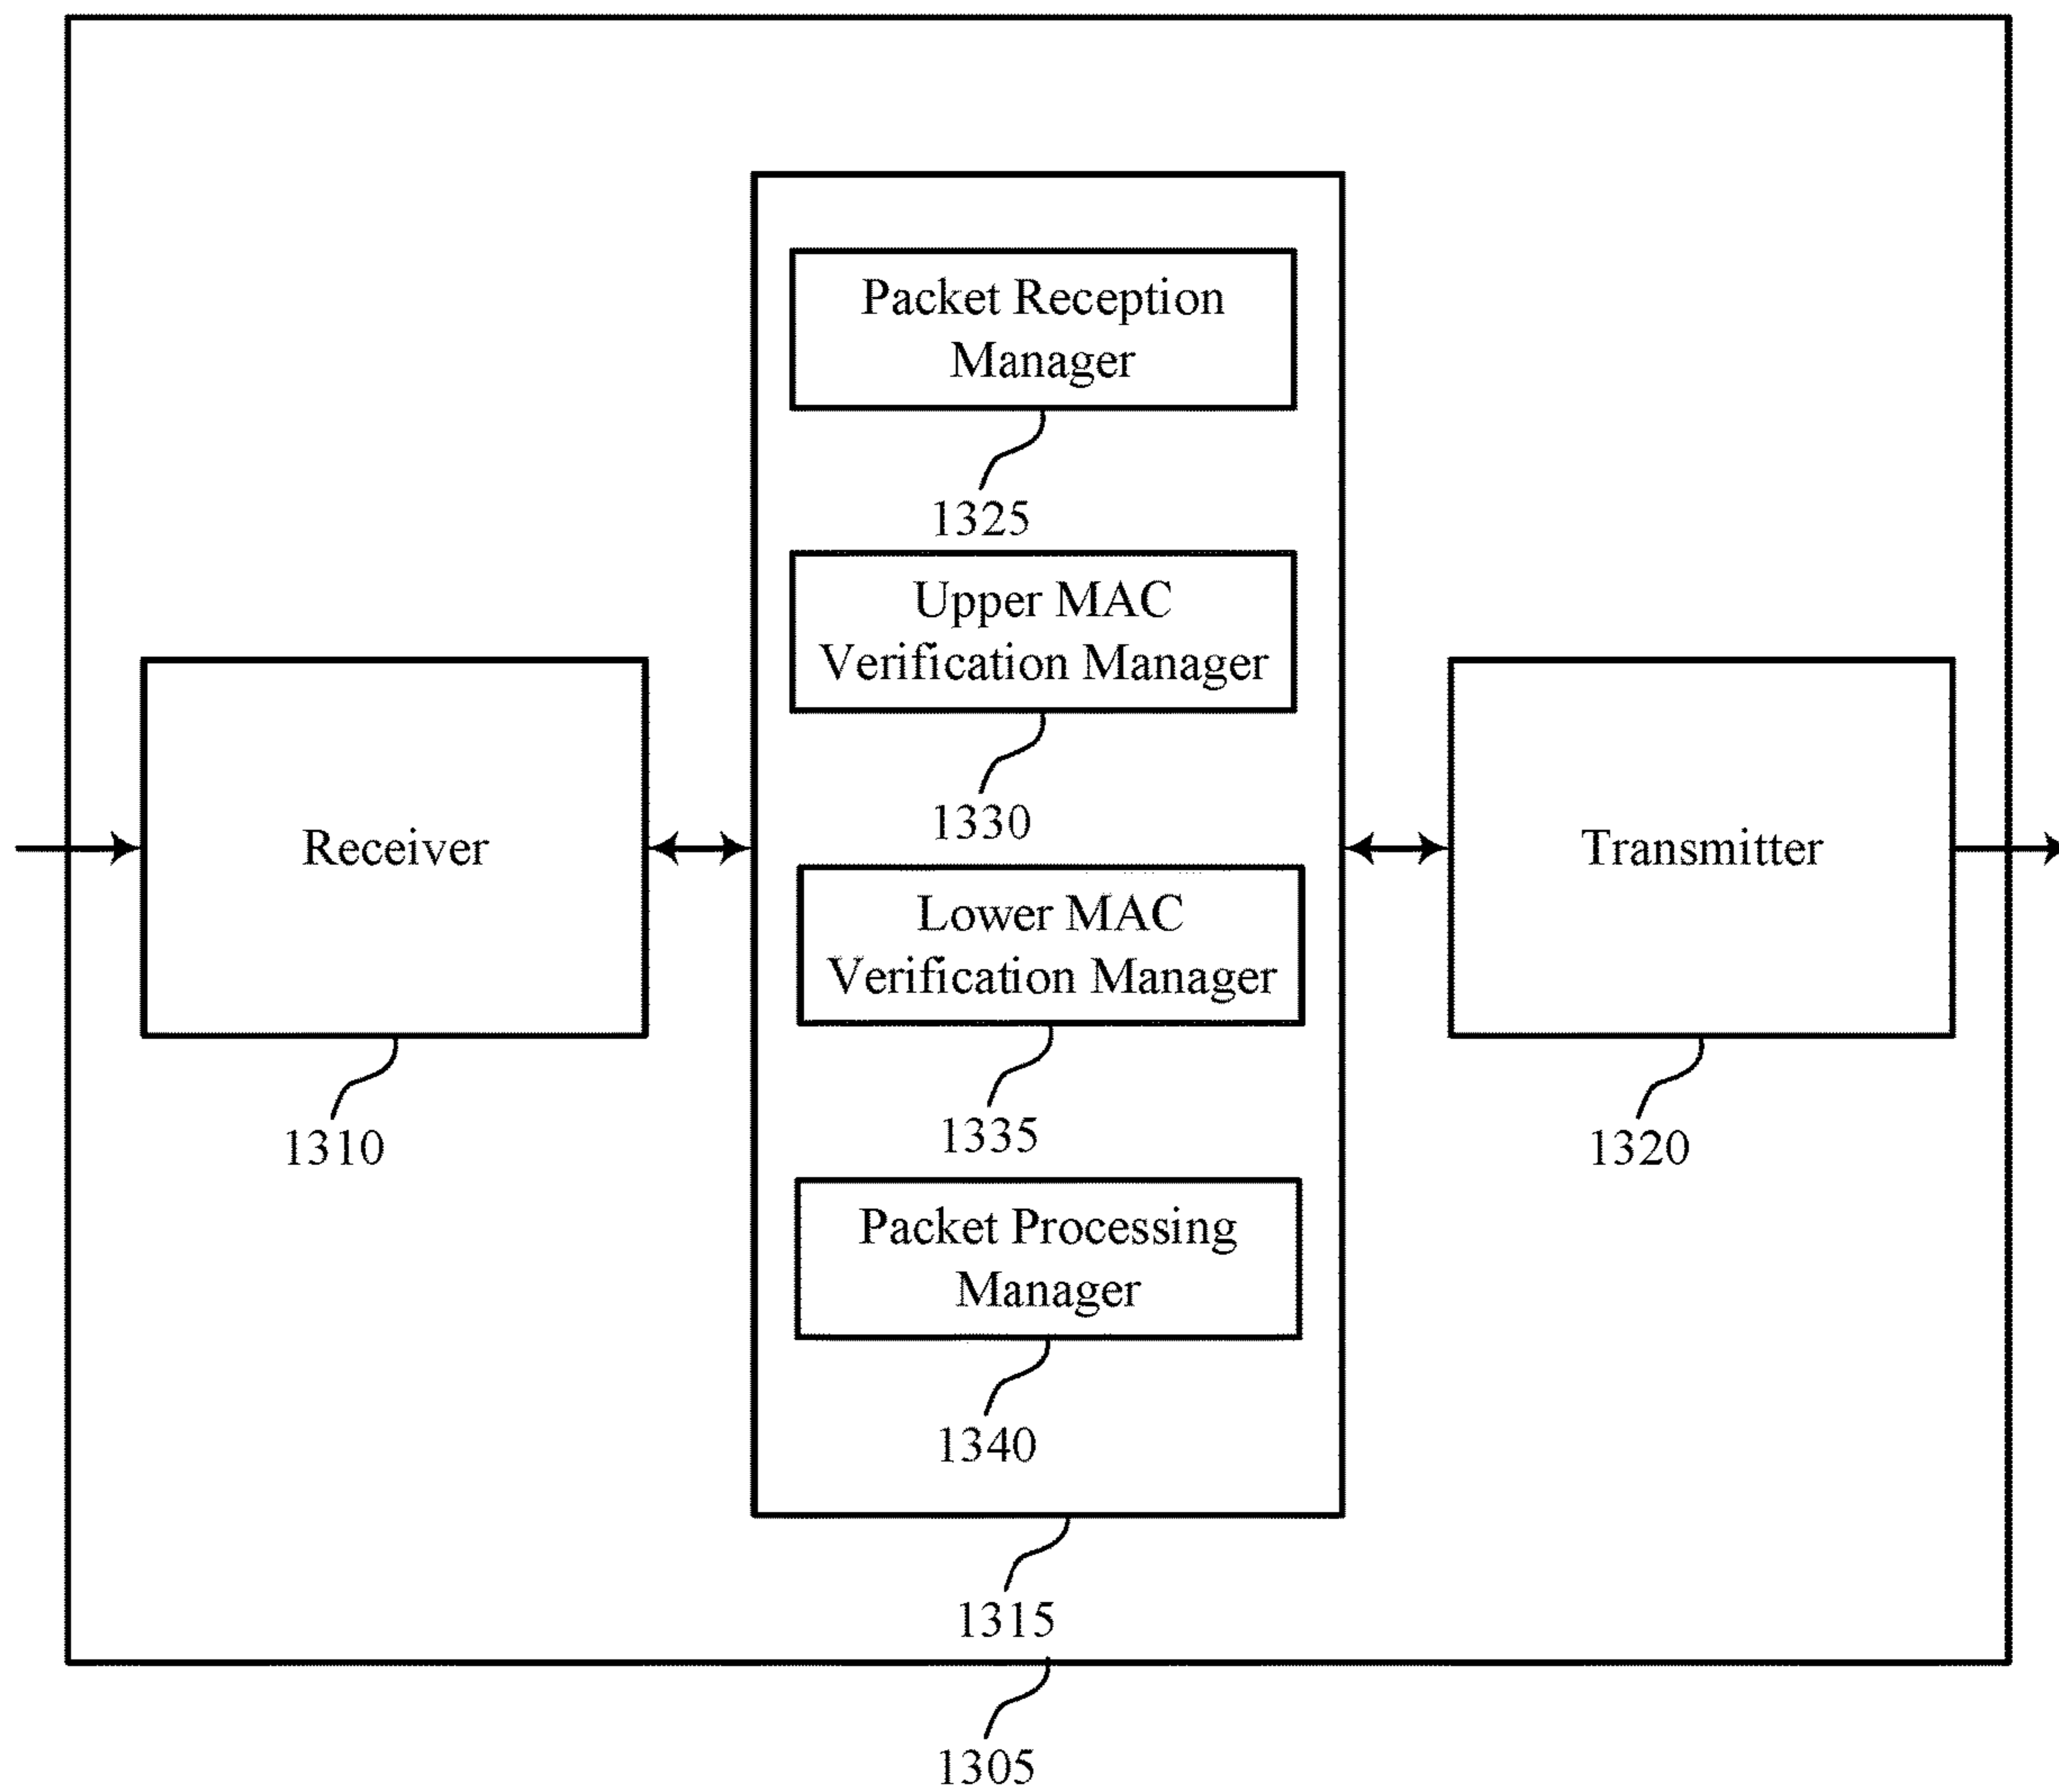 Packet Reception
Manager
1325
Upper MAC
Verification Manager
1330
Receiver
1310
Lower MAC
Verification Manager
1335
Transmitter
1320
Packet Processing
Manager
1340
1315
1305